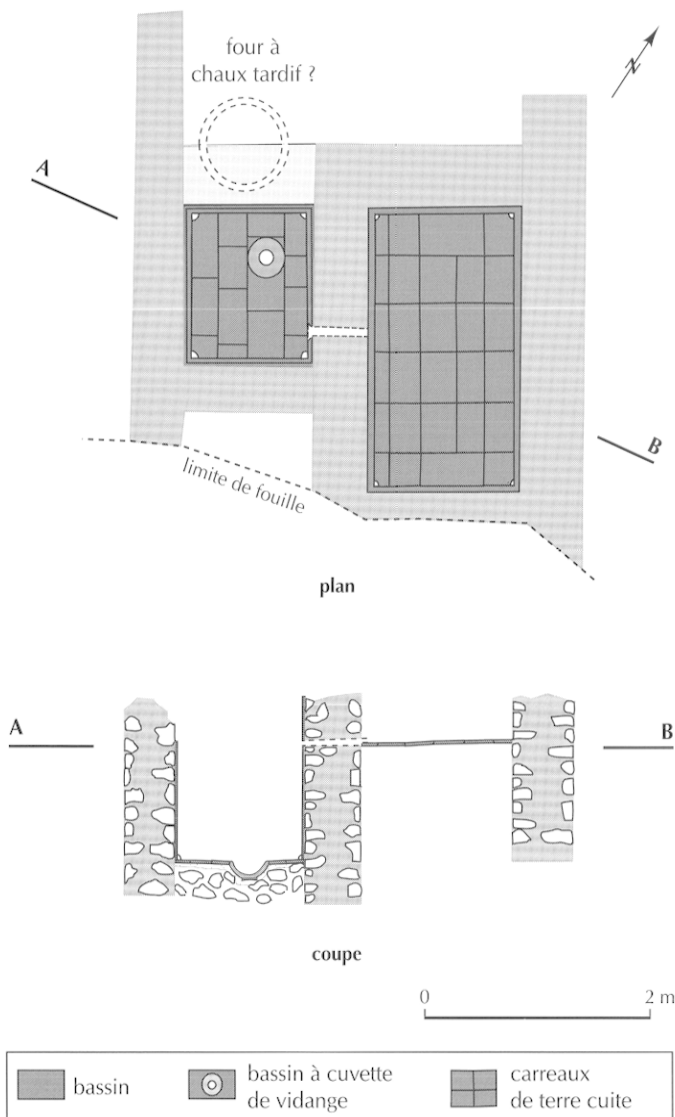 four à
chaux tardif ?
N
A
B
limite de fouille
plan
A
B
coupe
0
2 m
bassin
bassin à cuvette
de vidange
carreaux
de terre cuite